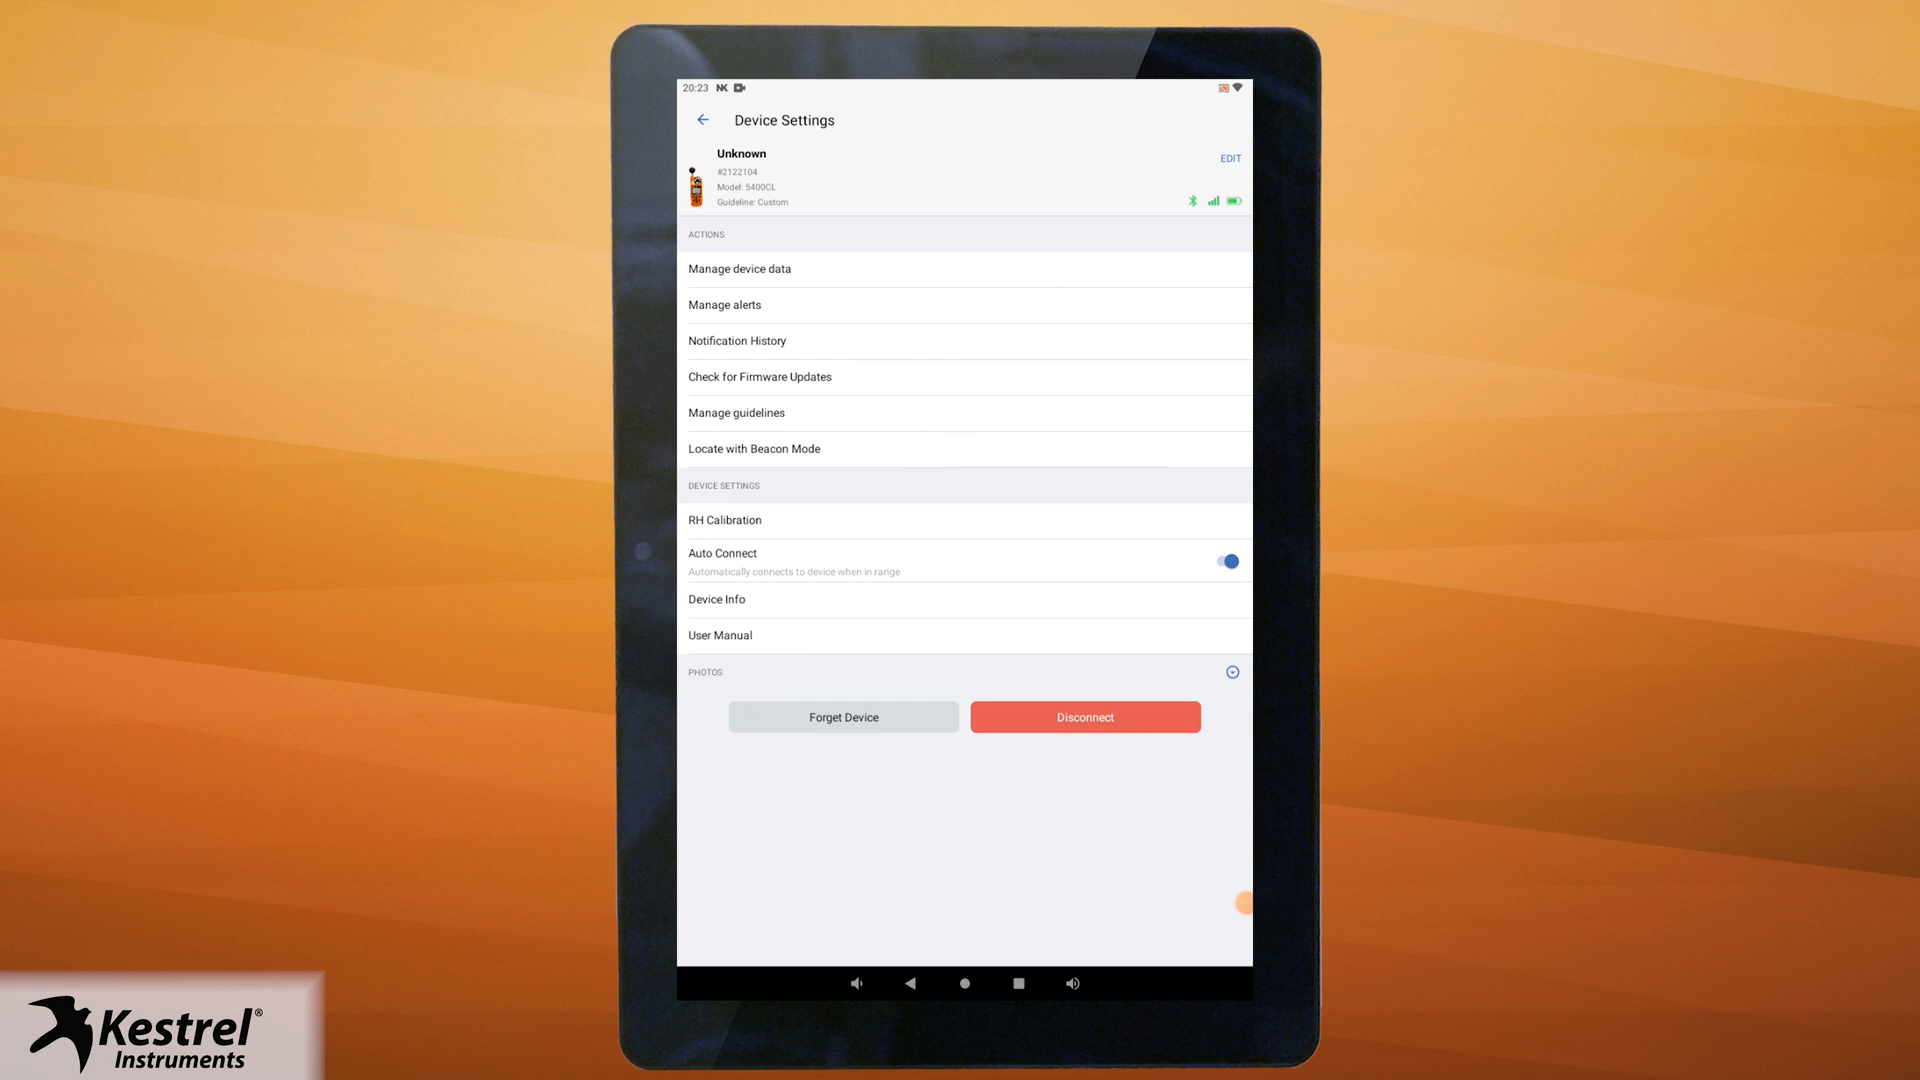 20:23 NK
Device Settings
Unknown
EDIT
#2122104
Model: 5400CL
Guideline: Custom
ACTIONS
Manage device data
Manage alerts
Notification History
Check for Firmware Updates
Manage guidelines
Locate with Beacon Mode
DEVICE SETTINGS
RH Calibration
Auto Connect
Automatically connects to device when in range
Device Info
User Manual
PHOTOS
Forget Device
Disconnect
Kestrel®
Instruments